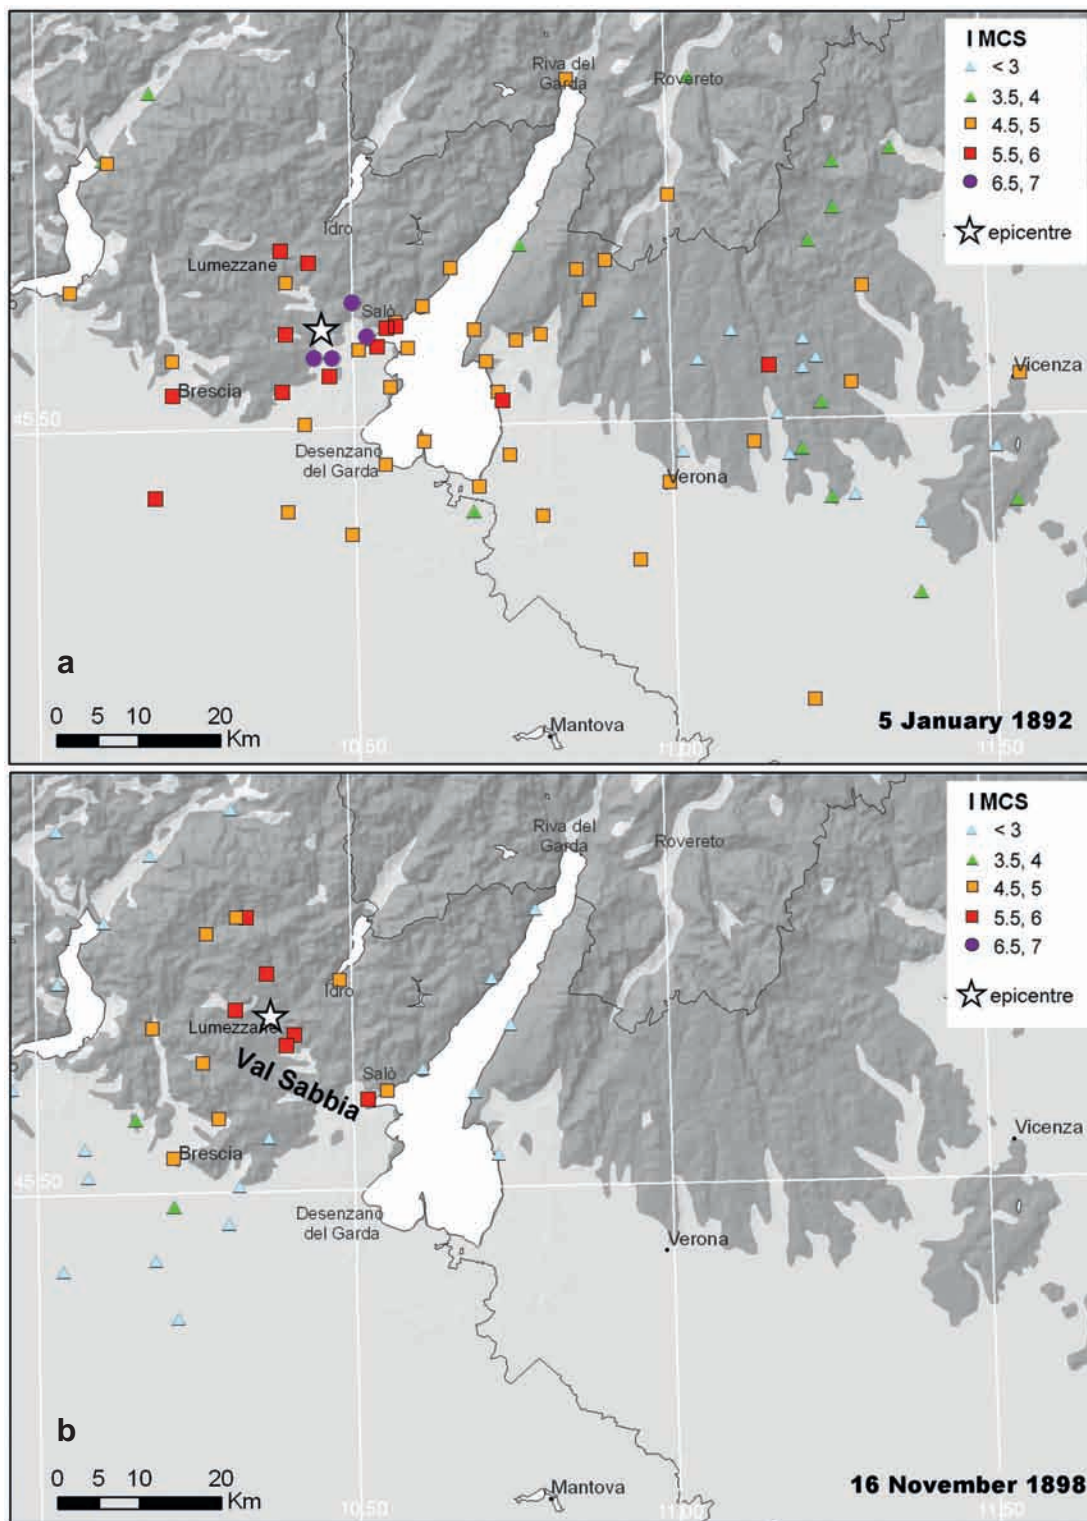 I MCS
< 3
3.5, 4
4.5, 5
5.5, 6
6.5, 7
epicentre
Riva del
Garda
Rovereto
Idro
Lumezzane
Salò
Vicenza
Brescia
45.50
Desenzano
del Garda
Verona
a
0 5 10 20
Km
Mantova
5 January 1892
10.50
11.00
11.50
I MCS
< 3
3.5, 4
4.5, 5
5.5, 6
6.5, 7
epicentre
Riva del
Garda
Rovereto
Idro
Lumezzane
Val Sabbia
Salò
Vicenza
Brescia
45.50
Desenzano
del Garda
Verona
b
0 5 10 20
Km
Mantova
16 November 1898
10.50
11.00
11.50